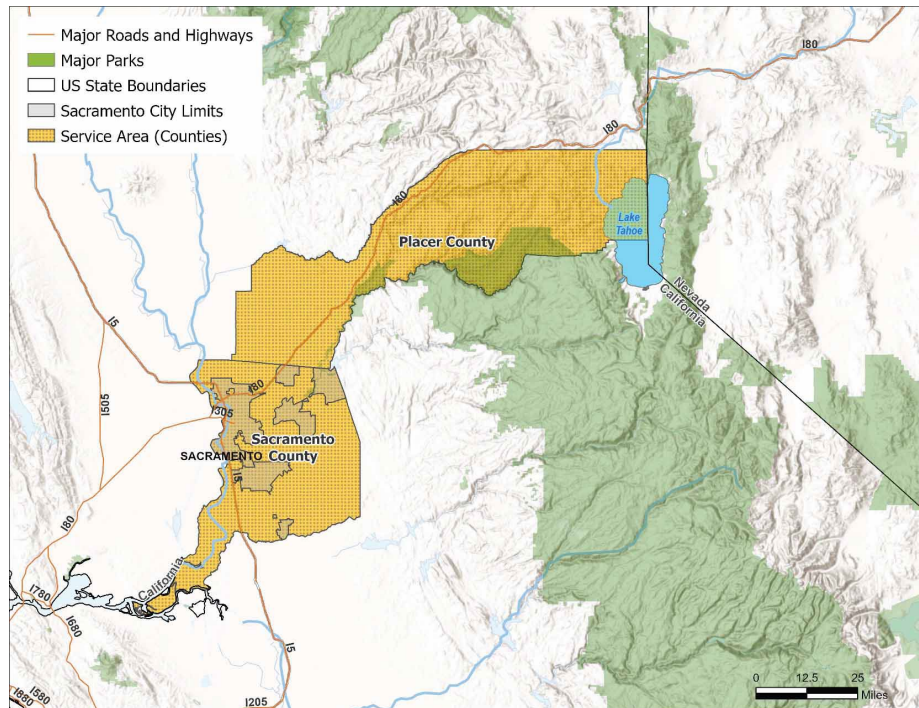 Major Roads and Highways
Major Parks
US State Boundaries
Sacramento City Limits
Service Area (Counties)
I80
I80
I80
Lake
Tahoe
Placer County
Nevada
California
I5
I505
I80
I305
Sacramento
County
SACRAMENTO
I5
I80
California
I780
I680
I5
I205
I580
I880
0 12.5 25
Miles